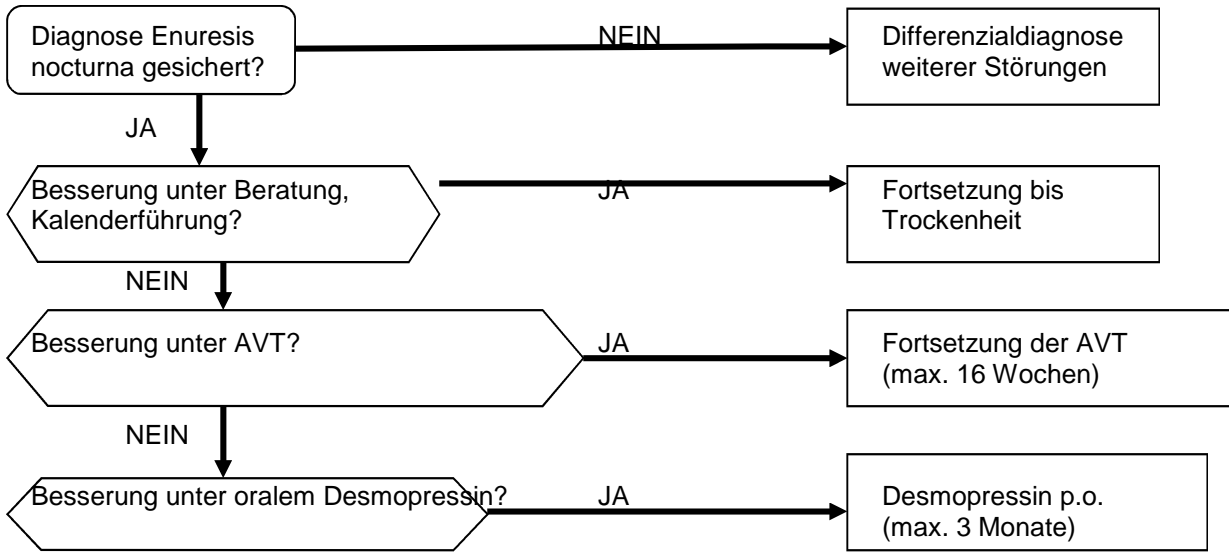 Diagnose Enuresis
nocturna gesichert?
NEIN
Differenzialdiagnose
weiterer Störungen
JA
Besserung unter Beratung,
Kalenderführung?
JA
Fortsetzung bis
Trockenheit
NEIN
Besserung unter AVT?
JA
Fortsetzung der AVT
(max. 16 Wochen)
NEIN
Besserung unter oralem Desmopressin?
JA
Desmopressin p.o.
(max. 3 Monate)